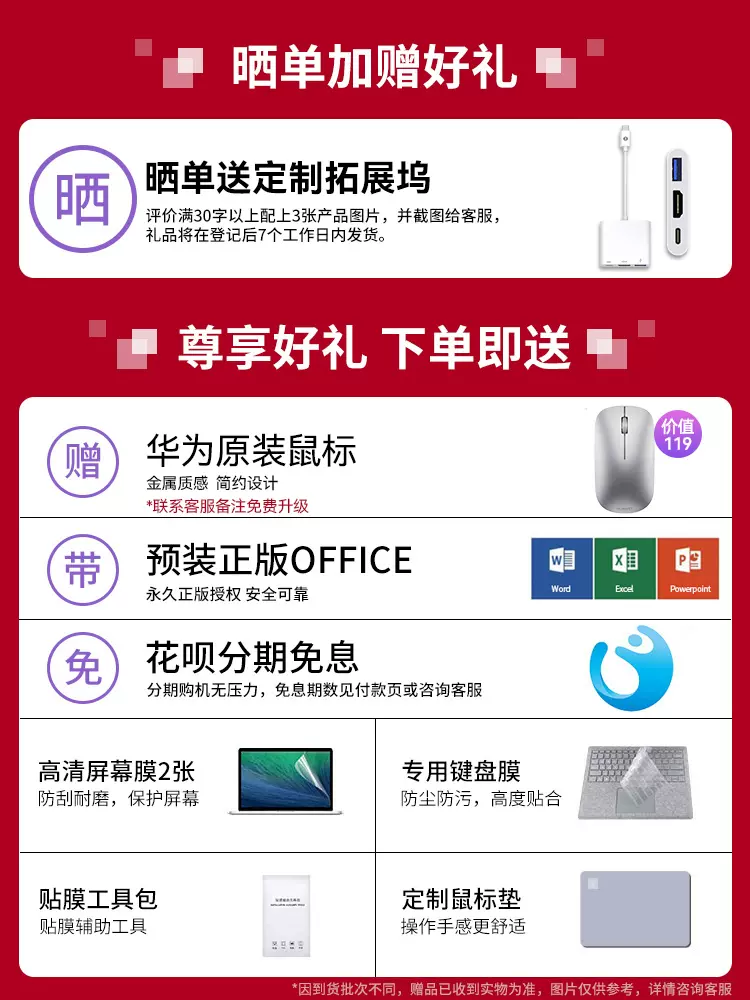 晒单加赠好礼
晒
晒单送定制拓展坞
评价满30字以上配上3张产品图片，并截图给客服，
礼品将在登记后7个工作日内发货。
尊享好礼 下单即送
赠
华为原装鼠标
金属质感 简约设计
*联系客服备注免费升级
价值
119
带
预装正版OFFICE
永久正版授权 安全可靠
Word
Excel
Powerpoint
免
花呗分期免息
分期购机无压力，免息期数见付款页或咨询客服
高清屏幕膜2张
防刮耐磨，保护屏幕
专用键盘膜
防尘防污，高度贴合
贴膜工具包
贴膜辅助工具
定制鼠标垫
操作手感更舒适
*因到货批次不同，赠品已收到实物为准，图片仅供参考，详情咨询客服